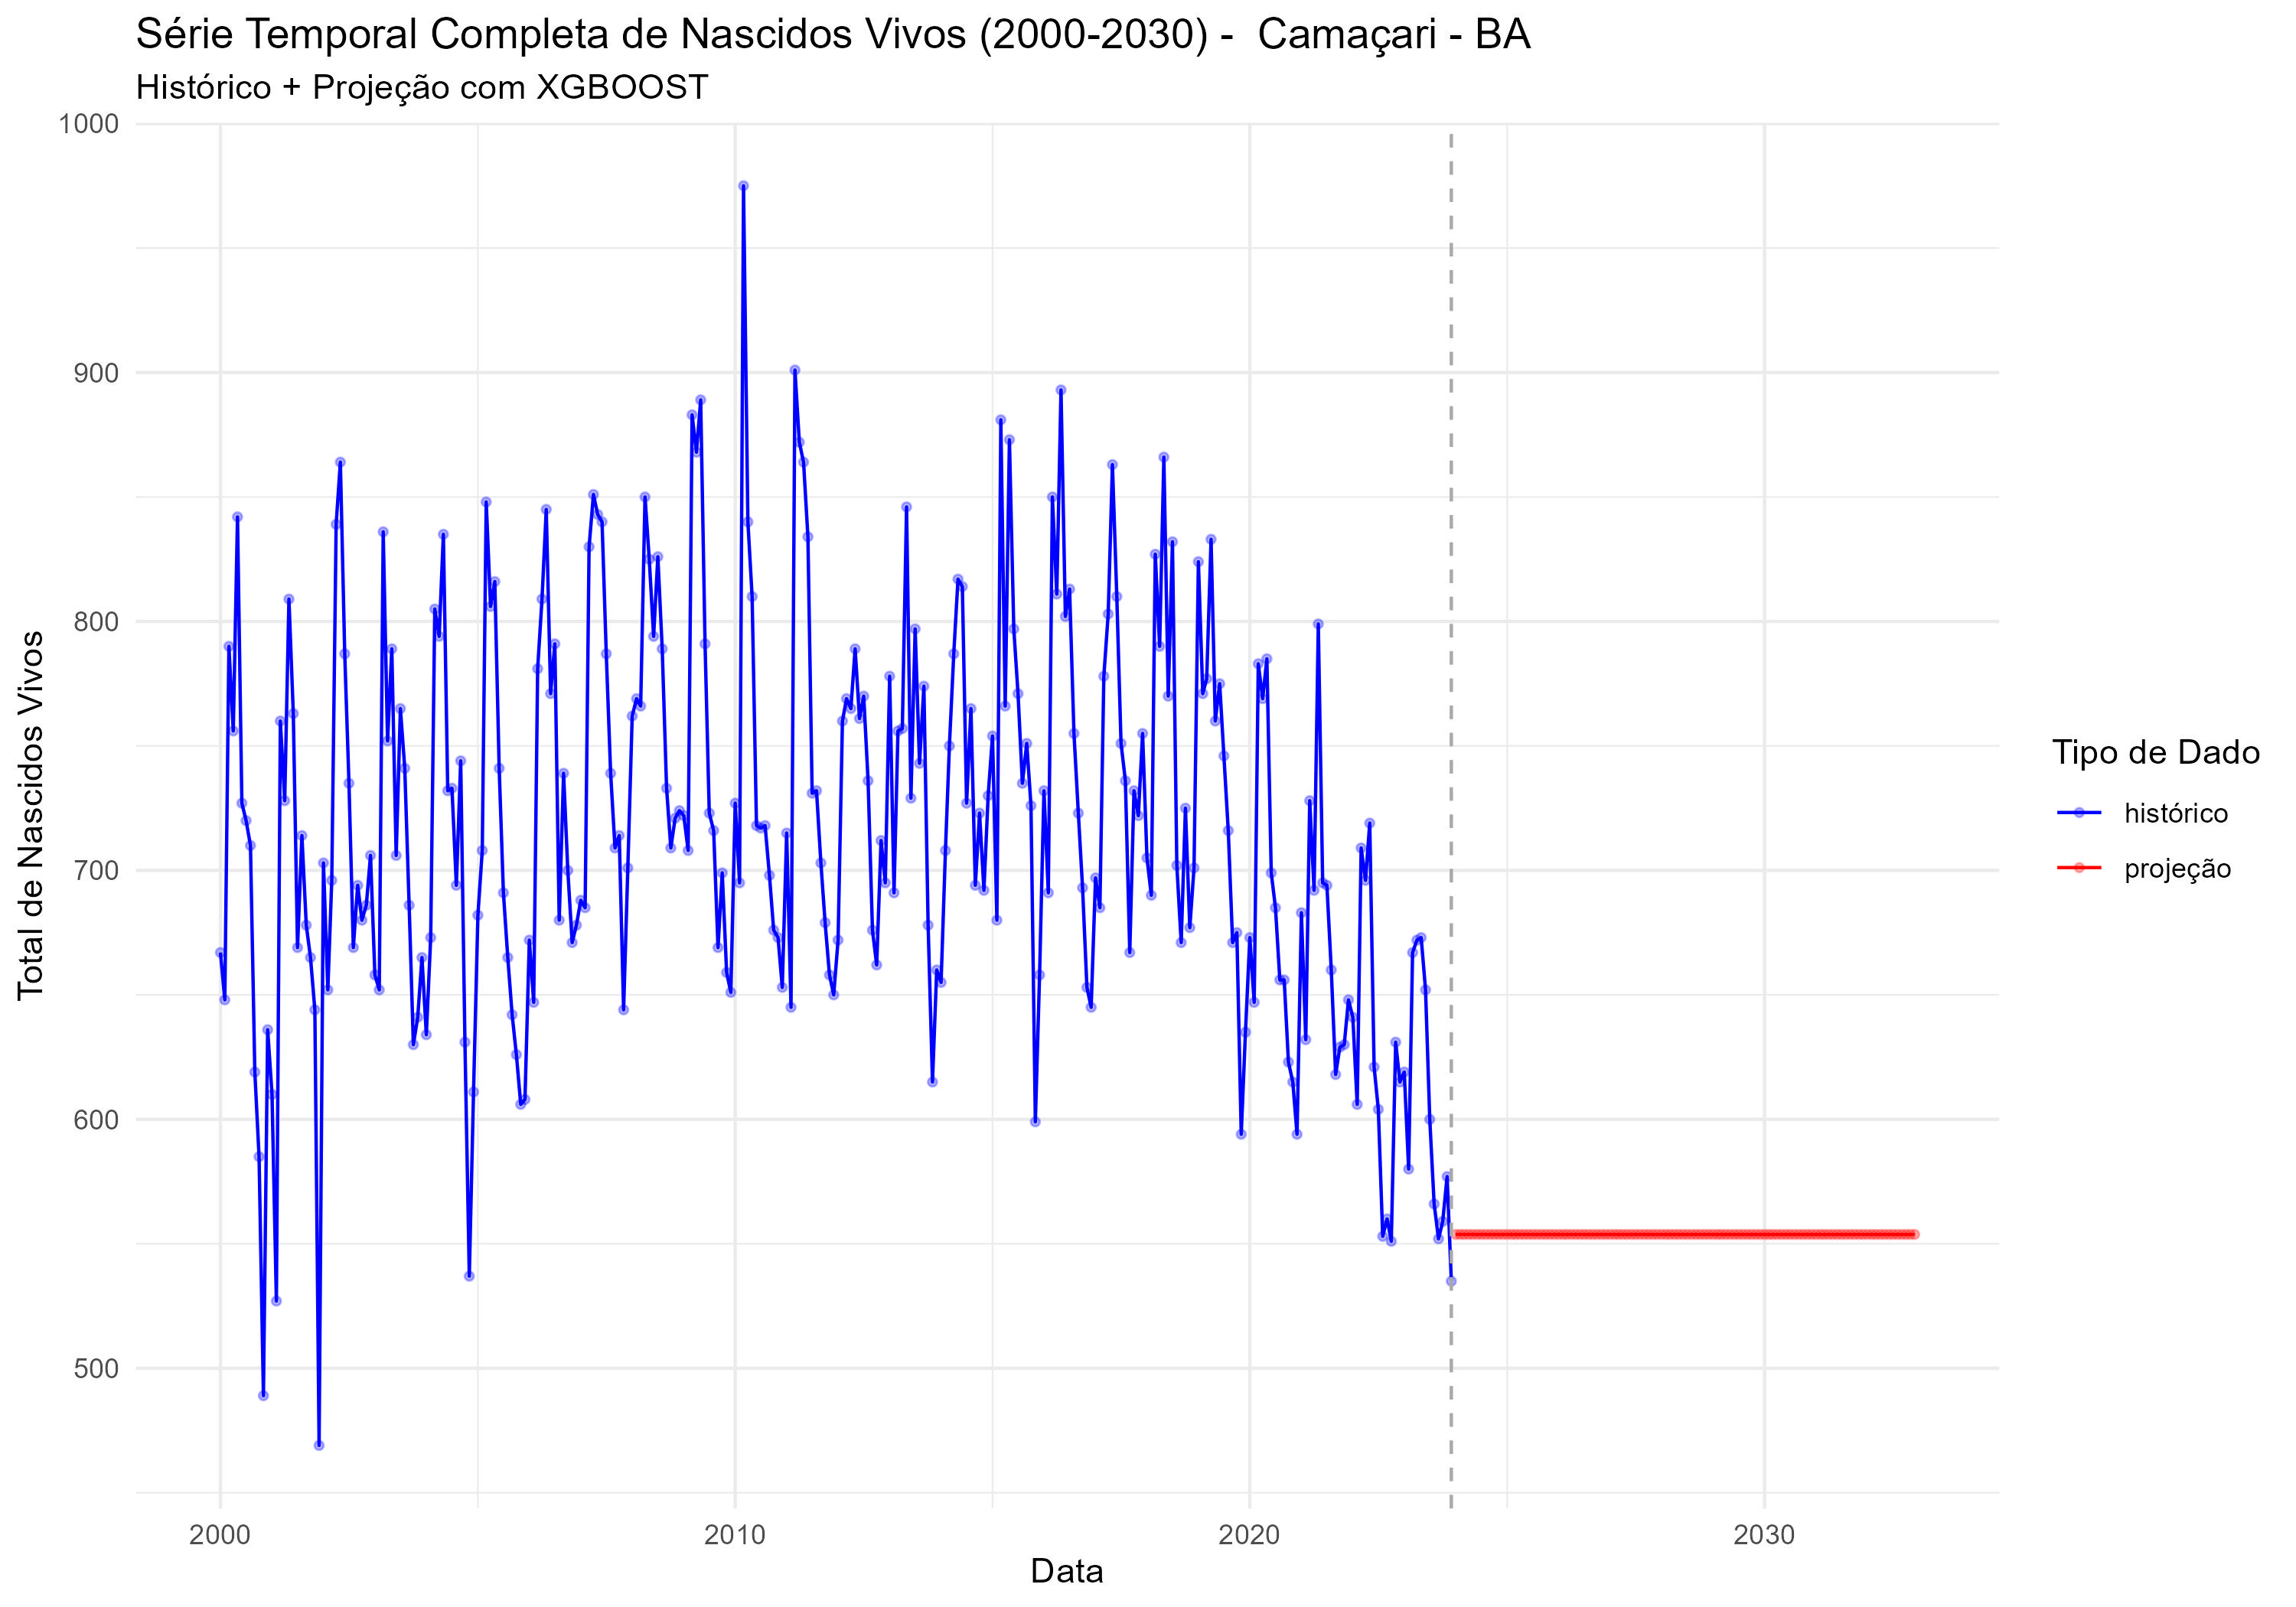 Série Temporal Completa de Nascidos Vivos (2000-2030) -  Camaçari - BA
Histórico + Projeção com XGBOOST
Total de Nascidos Vivos
1000
900
800
700
600
500
2000
2010
2020
2030
Data
Tipo de Dado
histórico
projeção